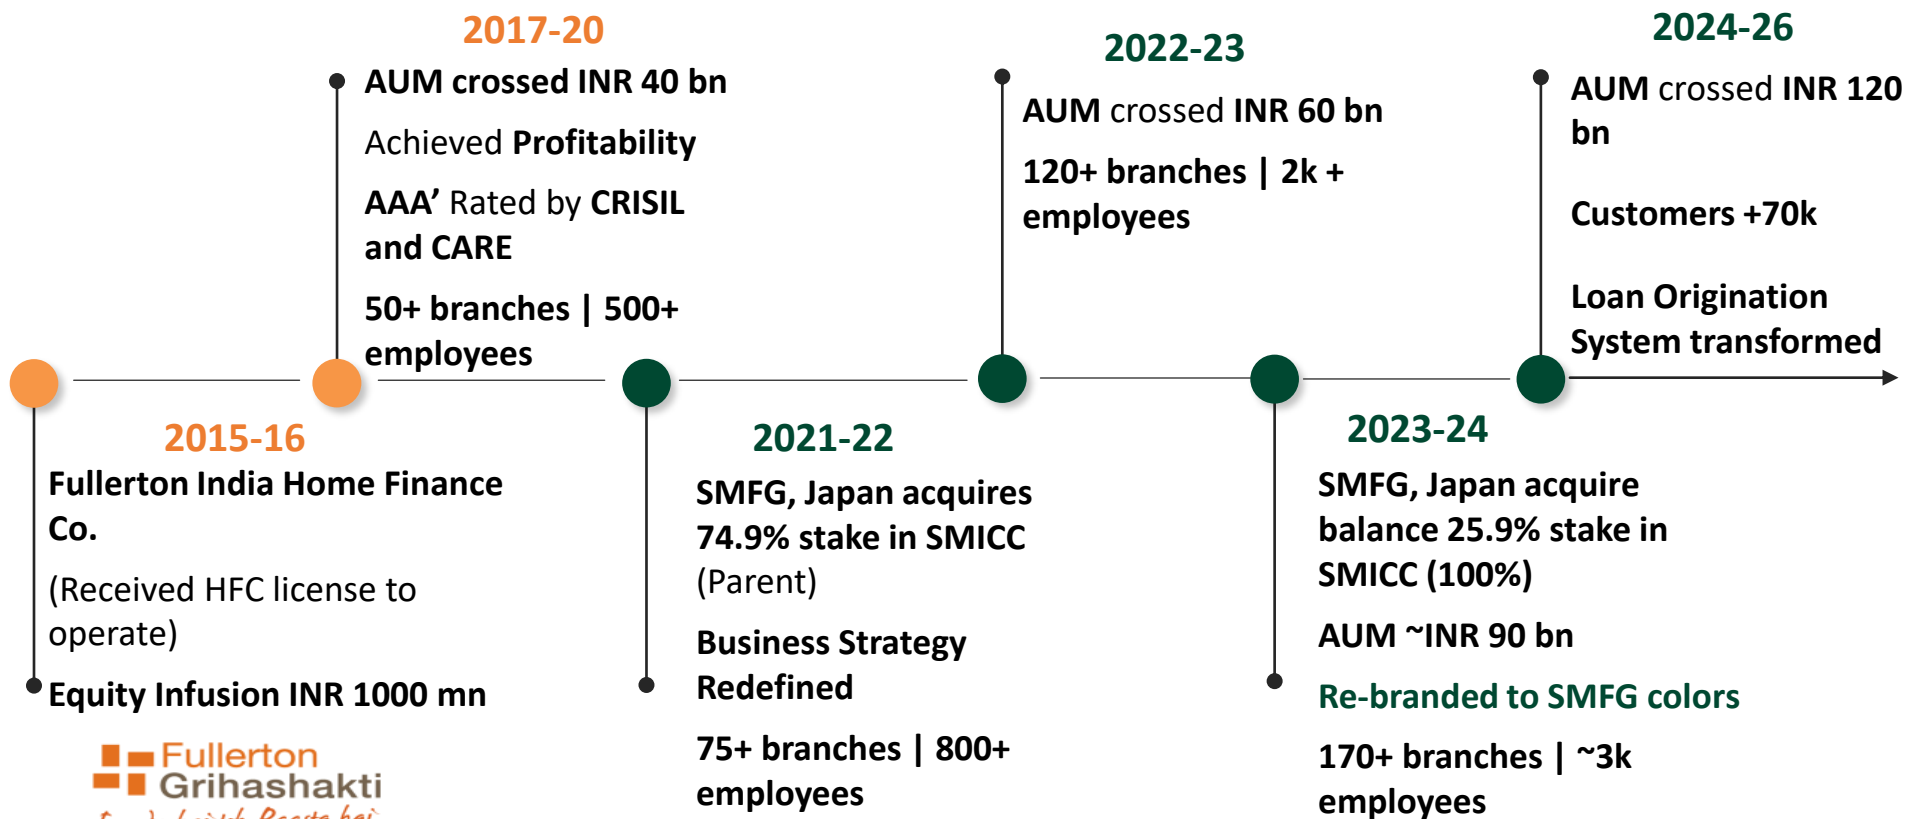 2017-20
AUM crossed INR 40 bn
Achieved Profitability
AAA’ Rated by CRISIL
and CARE
50+ branches | 500+
employees
2022-23
AUM crossed INR 60 bn
120+ branches | 2k +
employees
2024-26
AUM crossed INR 120
bn
Customers +70k
Loan Origination
System transformed
2015-16
Fullerton India Home Finance
Co.
(Received HFC license to
operate)
Equity Infusion INR 1000 mn
Fullerton
Grihashakti
Raasta hai
2021-22
SMFG, Japan acquires
74.9% stake in SMICC
(Parent)
Business Strategy
Redefined
75+ branches | 800+
employees
2023-24
SMFG, Japan acquire
balance 25.9% stake in
SMICC (100%)
AUM ~INR 90 bn
Re-branded to SMFG colors
170+ branches | ~3k
employees